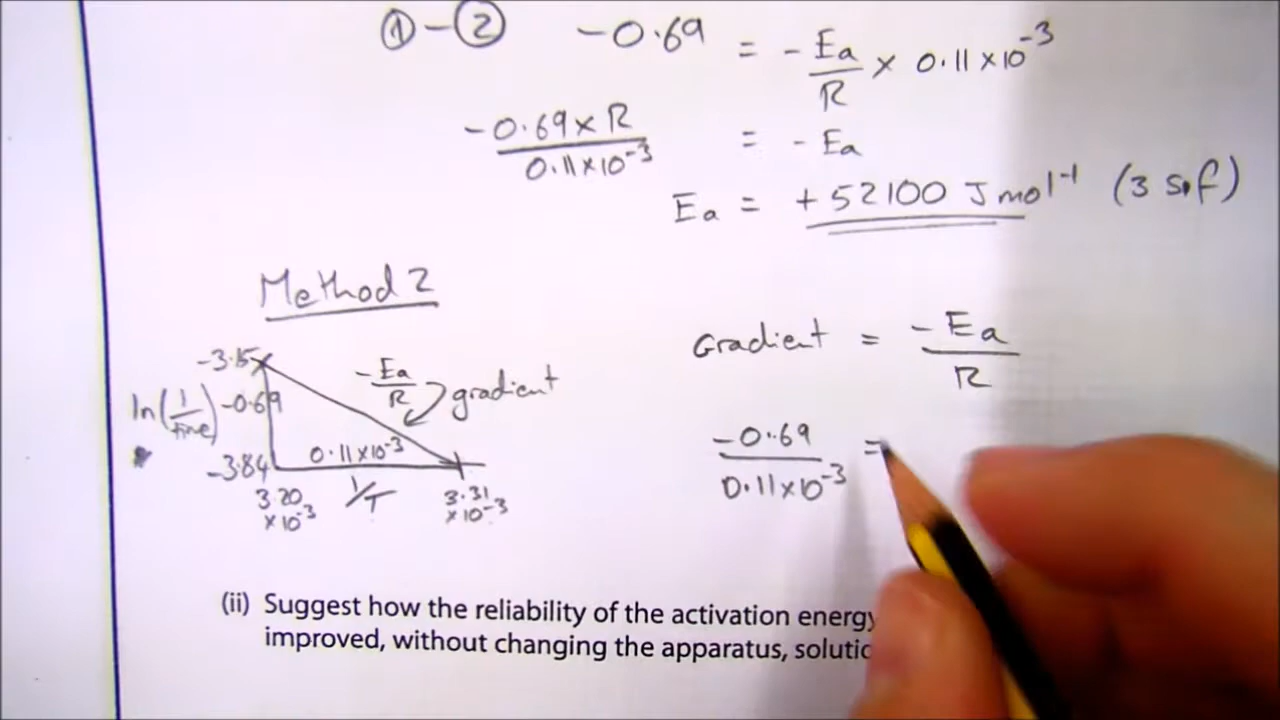 ① - ② -0.69 = - Ea/R × 0.11×10⁻³
-0.69 × R / 0.11×10⁻³ = - Ea
Ea = +52100 J mol⁻¹ (3 s.f)
Method 2
Gradient = - Ea/R
-3.15
-Ea/R gradient
ln(1/time) -0.69
0.11×10⁻³
-3.84
-0.69 / 0.11×10⁻³ =
3.20 ×10⁻³ 1/T 3.31 ×10⁻³
(ii) Suggest how the reliability of the activation energy
improved, without changing the apparatus,